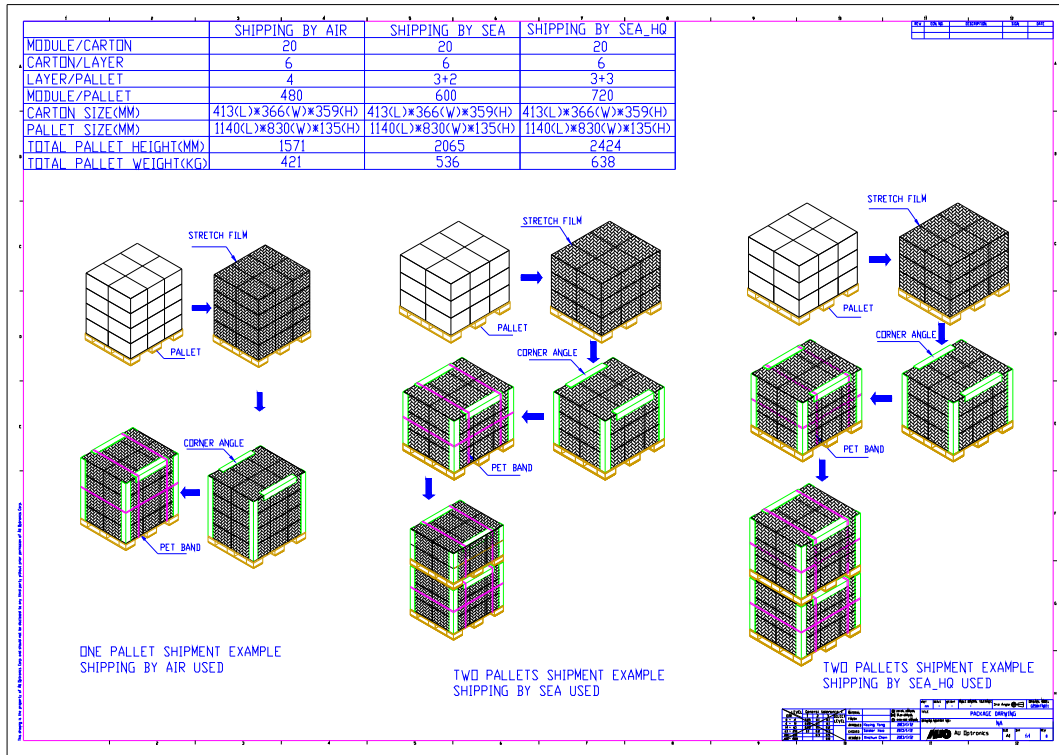 SHIPPING BY AIR SHIPPING BY SEA SHIPPING BY SEA_HQ
MODULE/CARTON 20 20 20
CARTON/LAYER 6 6 6
LAYER/PALLET 4 3+2 3+3
MODULE/PALLET 480 600 720
CARTON SIZE(MM) 413(L)*366(W)*359(H) 413(L)*366(W)*359(H) 413(L)*366(W)*359(H)
PALLET SIZE(MM) 1140(L)*830(W)*135(H) 1140(L)*830(W)*135(H) 1140(L)*830(W)*135(H)
TOTAL PALLET HEIGHT(MM) 1571 2065 2424
TOTAL PALLET WEIGHT(KG) 421 536 638
STRETCH FILM
PALLET
CORNER ANGLE
PET BAND
ONE PALLET SHIPMENT EXAMPLE
SHIPPING BY AIR USED
STRETCH FILM
PALLET
CORNER ANGLE
PET BAND
TWO PALLETS SHIPMENT EXAMPLE
SHIPPING BY SEA USED
STRETCH FILM
PALLET
CORNER ANGLE
PET BAND
TWO PALLETS SHIPMENT EXAMPLE
SHIPPING BY SEA_HQ USED
PACKAGE DRAWING
NA
AUO AU Optronics